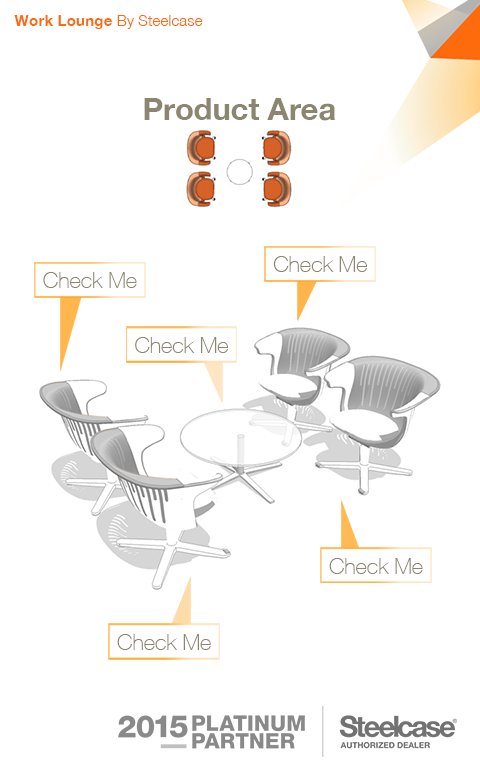 Work Lounge By Steelcase
Product Area
Check Me
Check Me
Check Me
Check Me
Check Me
2015 PLATINUM
PARTNER
Steelcase®
AUTHORIZED DEALER